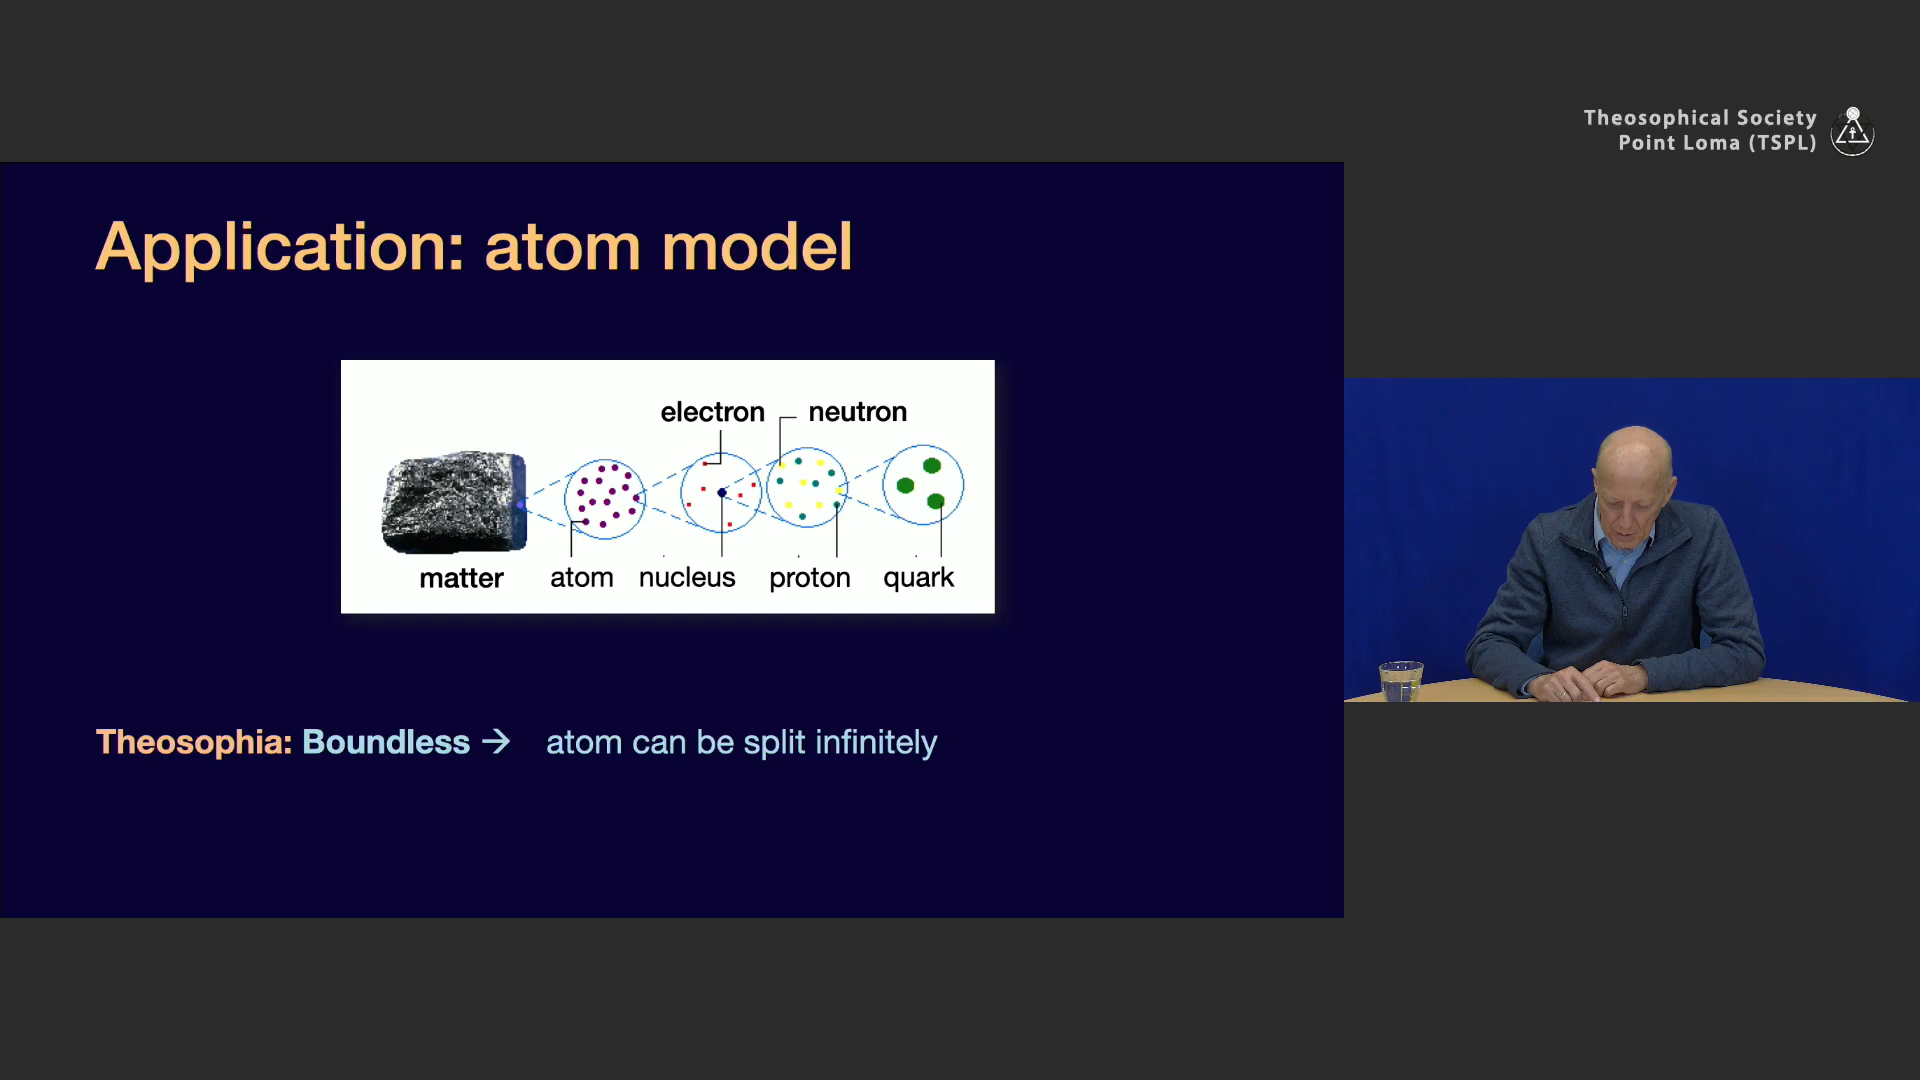 Theosophical Society
Point Loma (TSPL)
Application: atom model
electron neutron
matter atom nucleus proton quark
Theosophia: Boundless → atom can be split infinitely